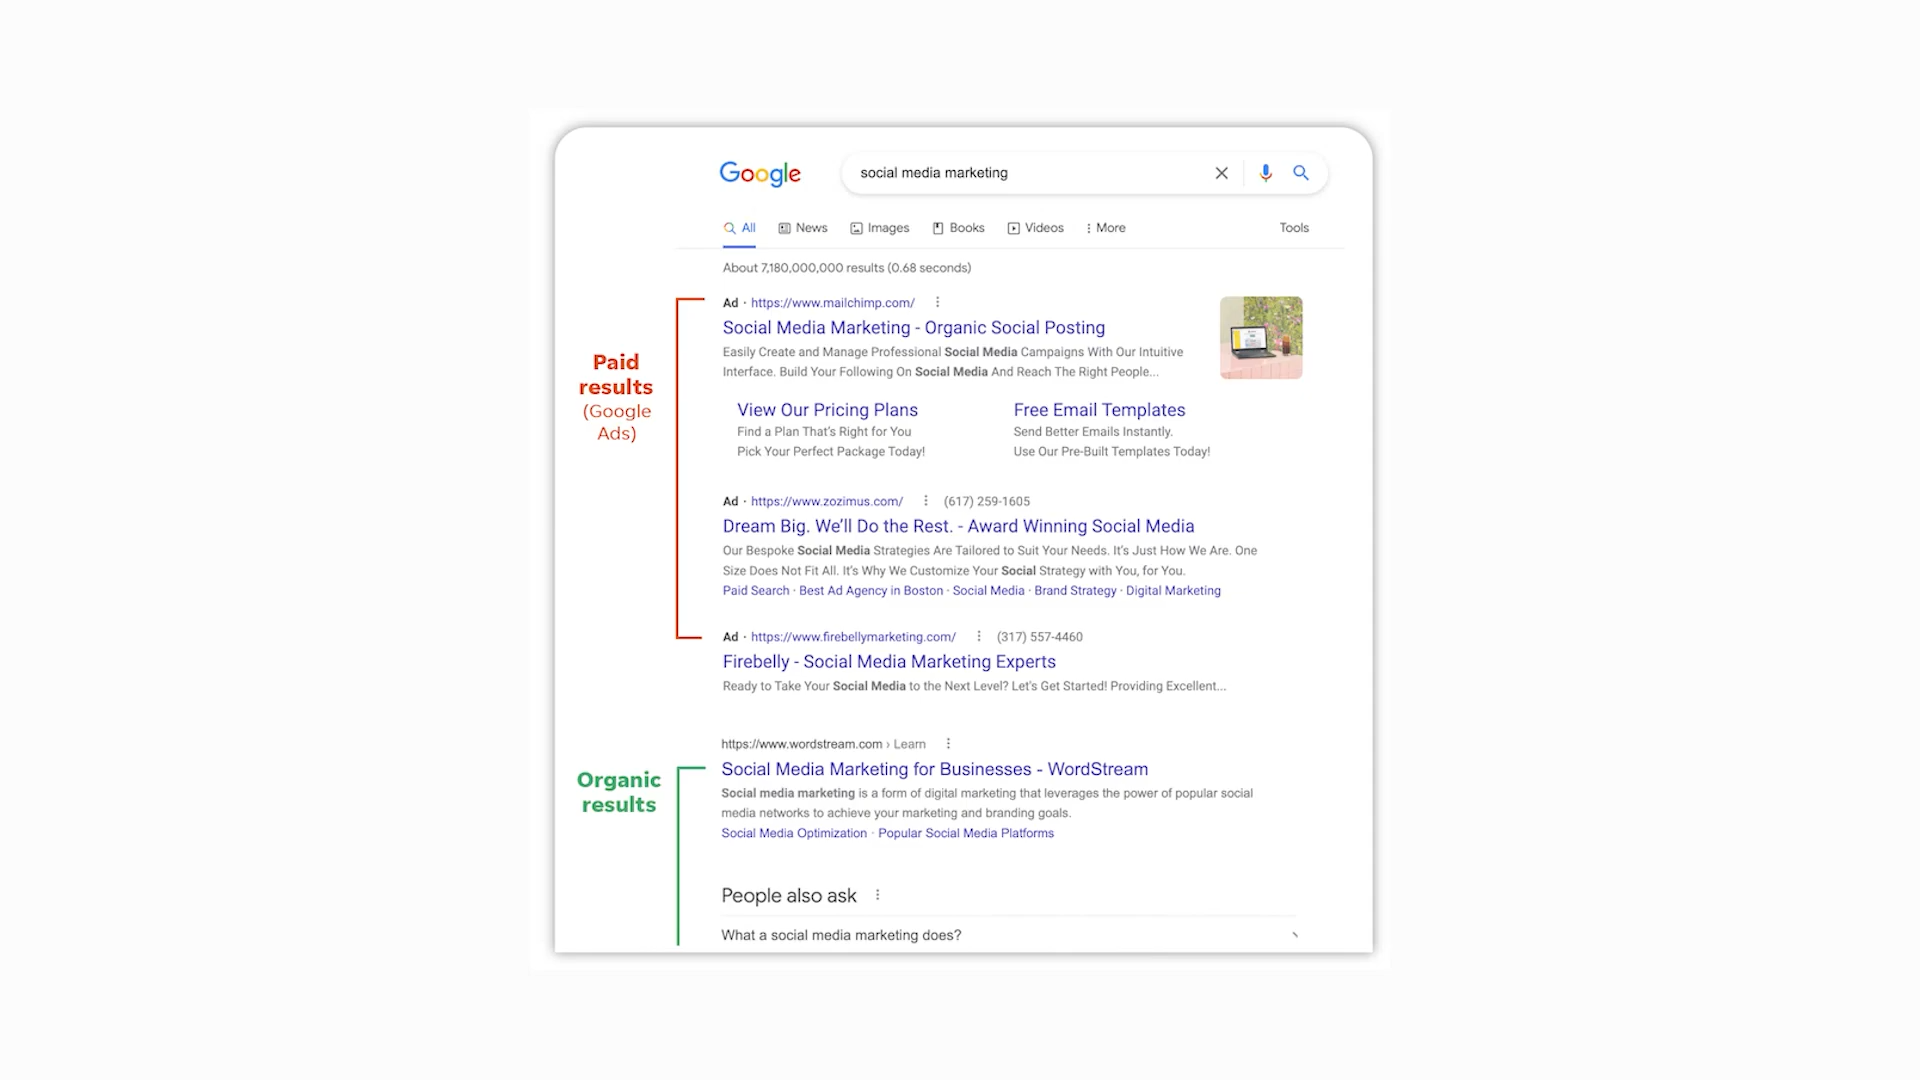 Google
social media marketing
All
News
Images
Books
Videos
More
Tools
About 7,180,000,000 results (0.68 seconds)
Paid
results
(Google
Ads)
Ad · https://www.mailchimp.com/
Social Media Marketing - Organic Social Posting
Easily Create and Manage Professional Social Media Campaigns With Our Intuitive
Interface. Build Your Following On Social Media And Reach The Right People...
View Our Pricing Plans
Find a Plan That's Right for You
Pick Your Perfect Package Today!
Free Email Templates
Send Better Emails Instantly.
Use Our Pre-Built Templates Today!
Ad · https://www.zozimus.com/ (617) 259-1605
Dream Big. We'll Do the Rest. - Award Winning Social Media
Our Bespoke Social Media Strategies Are Tailored to Suit Your Needs. It's Just How We Are. One
Size Does Not Fit All. It's Why We Customize Your Social Strategy with You, for You.
Paid Search · Best Ad Agency in Boston · Social Media · Brand Strategy · Digital Marketing
Ad · https://www.firebellymarketing.com/ (317) 557-4460
Firebelly - Social Media Marketing Experts
Ready to Take Your Social Media to the Next Level? Let's Get Started! Providing Excellent...
Organic
results
https://www.wordstream.com › Learn
Social Media Marketing for Businesses - WordStream
Social media marketing is a form of digital marketing that leverages the power of popular social
media networks to achieve your marketing and branding goals.
Social Media Optimization · Popular Social Media Platforms
People also ask
What a social media marketing does?